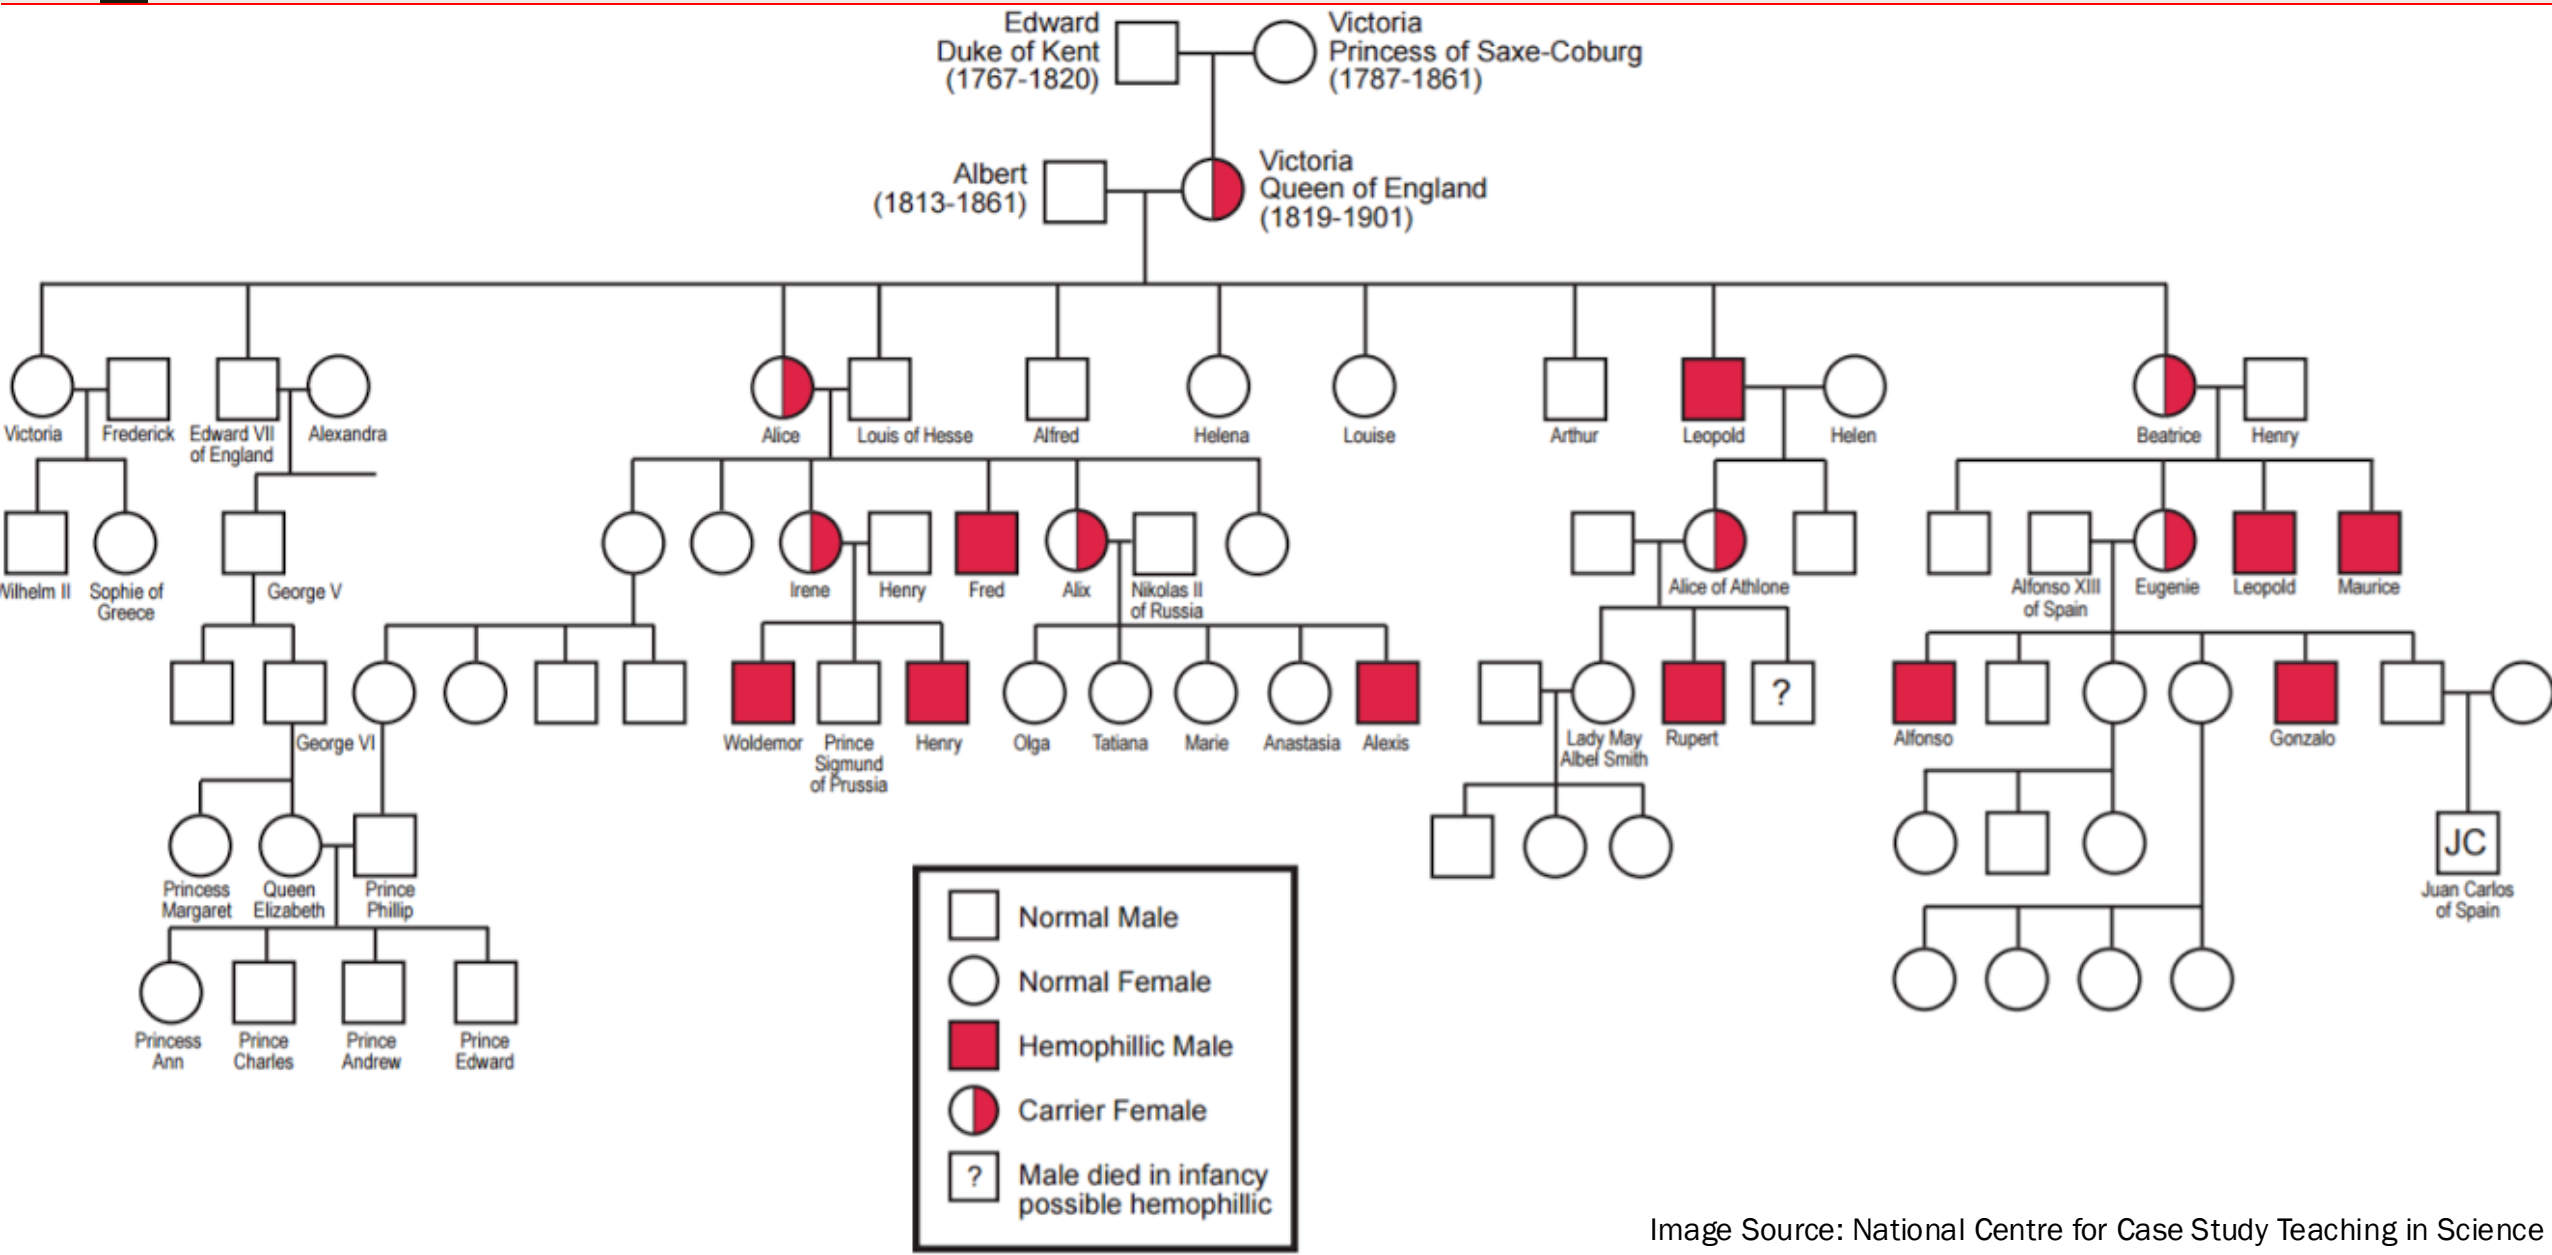 Edward
Duke of Kent
(1767-1820)
Victoria
Princess of Saxe-Coburg
(1787-1861)
Albert
(1813-1861)
Victoria
Queen of England
(1819-1901)
Victoria
Frederick
Edward VII
of England
Alexandra
Alice
Louis of Hesse
Alfred
Helena
Louise
Arthur
Leopold
Helen
Beatrice
Henry
Wilhelm II
Sophie of
Greece
George V
Irene
Henry
Fred
Alix
Nikolas II
of Russia
Alice of Athlone
Alfonso XIII
of Spain
Eugenie
Leopold
Maurice
George VI
Woldemor
Prince
Sigmund
of Prussia
Henry
Olga
Tatiana
Marie
Anastasia
Alexis
Lady May
Albel Smith
Rupert
?
Alfonso
Gonzalo
Princess
Margaret
Queen
Elizabeth
Prince
Phillip
JC
Juan Carlos
of Spain
Princess
Ann
Prince
Charles
Prince
Andrew
Prince
Edward
Normal Male
Normal Female
Hemophillic Male
Carrier Female
?
Male died in infancy
possible hemophillic
Image Source: National Centre for Case Study Teaching in Science